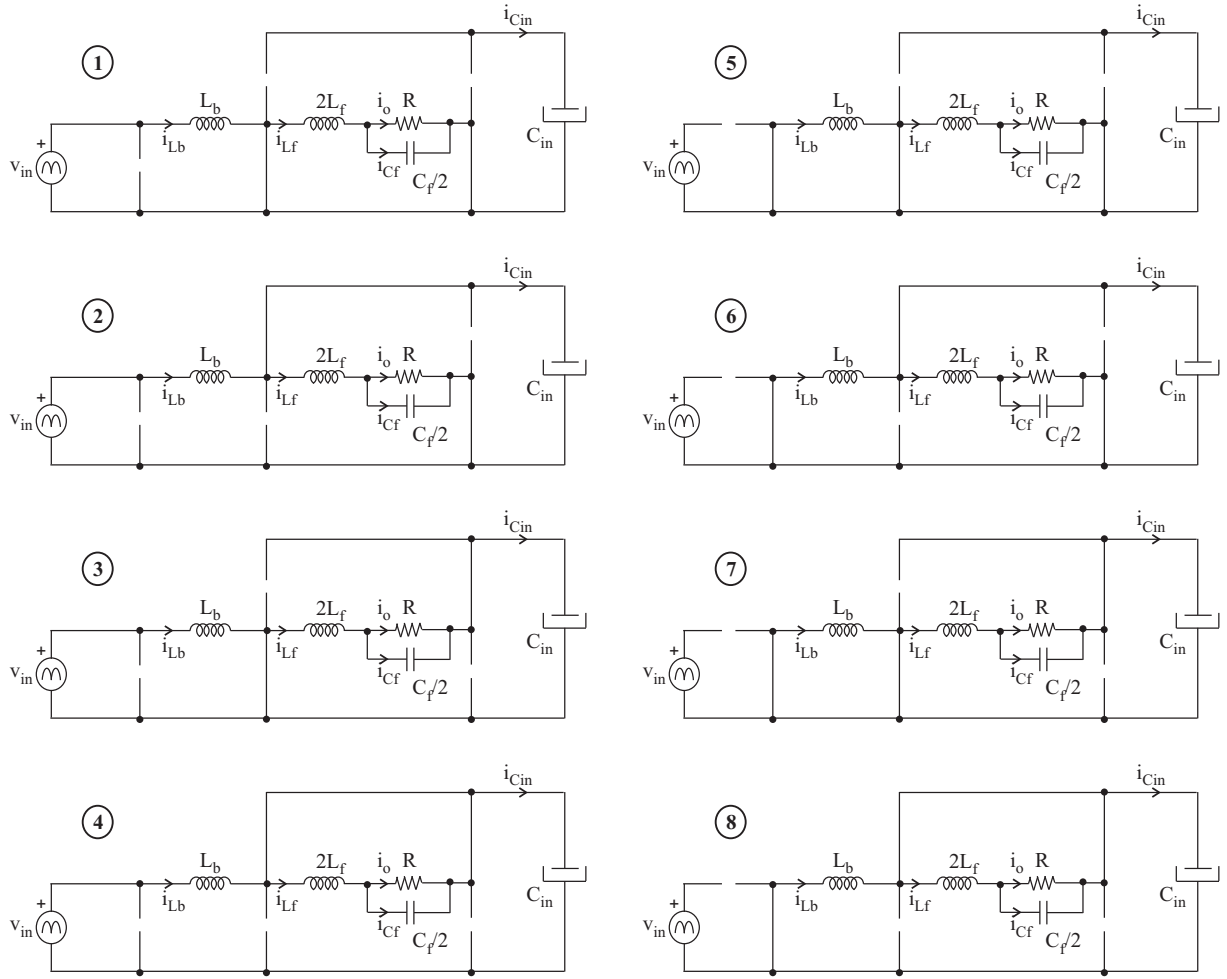 1
i_Cin
L_b
2L_f
i_o
R
i_Lb
i_Lf
i_Cf
C_f/2
C_in
+
v_in
5
i_Cin
L_b
2L_f
i_o
R
i_Lb
i_Lf
i_Cf
C_f/2
C_in
+
v_in
2
i_Cin
L_b
2L_f
i_o
R
i_Lb
i_Lf
i_Cf
C_f/2
C_in
+
v_in
6
i_Cin
L_b
2L_f
i_o
R
i_Lb
i_Lf
i_Cf
C_f/2
C_in
+
v_in
3
i_Cin
L_b
2L_f
i_o
R
i_Lb
i_Lf
i_Cf
C_f/2
C_in
+
v_in
7
i_Cin
L_b
2L_f
i_o
R
i_Lb
i_Lf
i_Cf
C_f/2
C_in
+
v_in
4
i_Cin
L_b
2L_f
i_o
R
i_Lb
i_Lf
i_Cf
C_f/2
C_in
+
v_in
8
i_Cin
L_b
2L_f
i_o
R
i_Lb
i_Lf
i_Cf
C_f/2
C_in
+
v_in